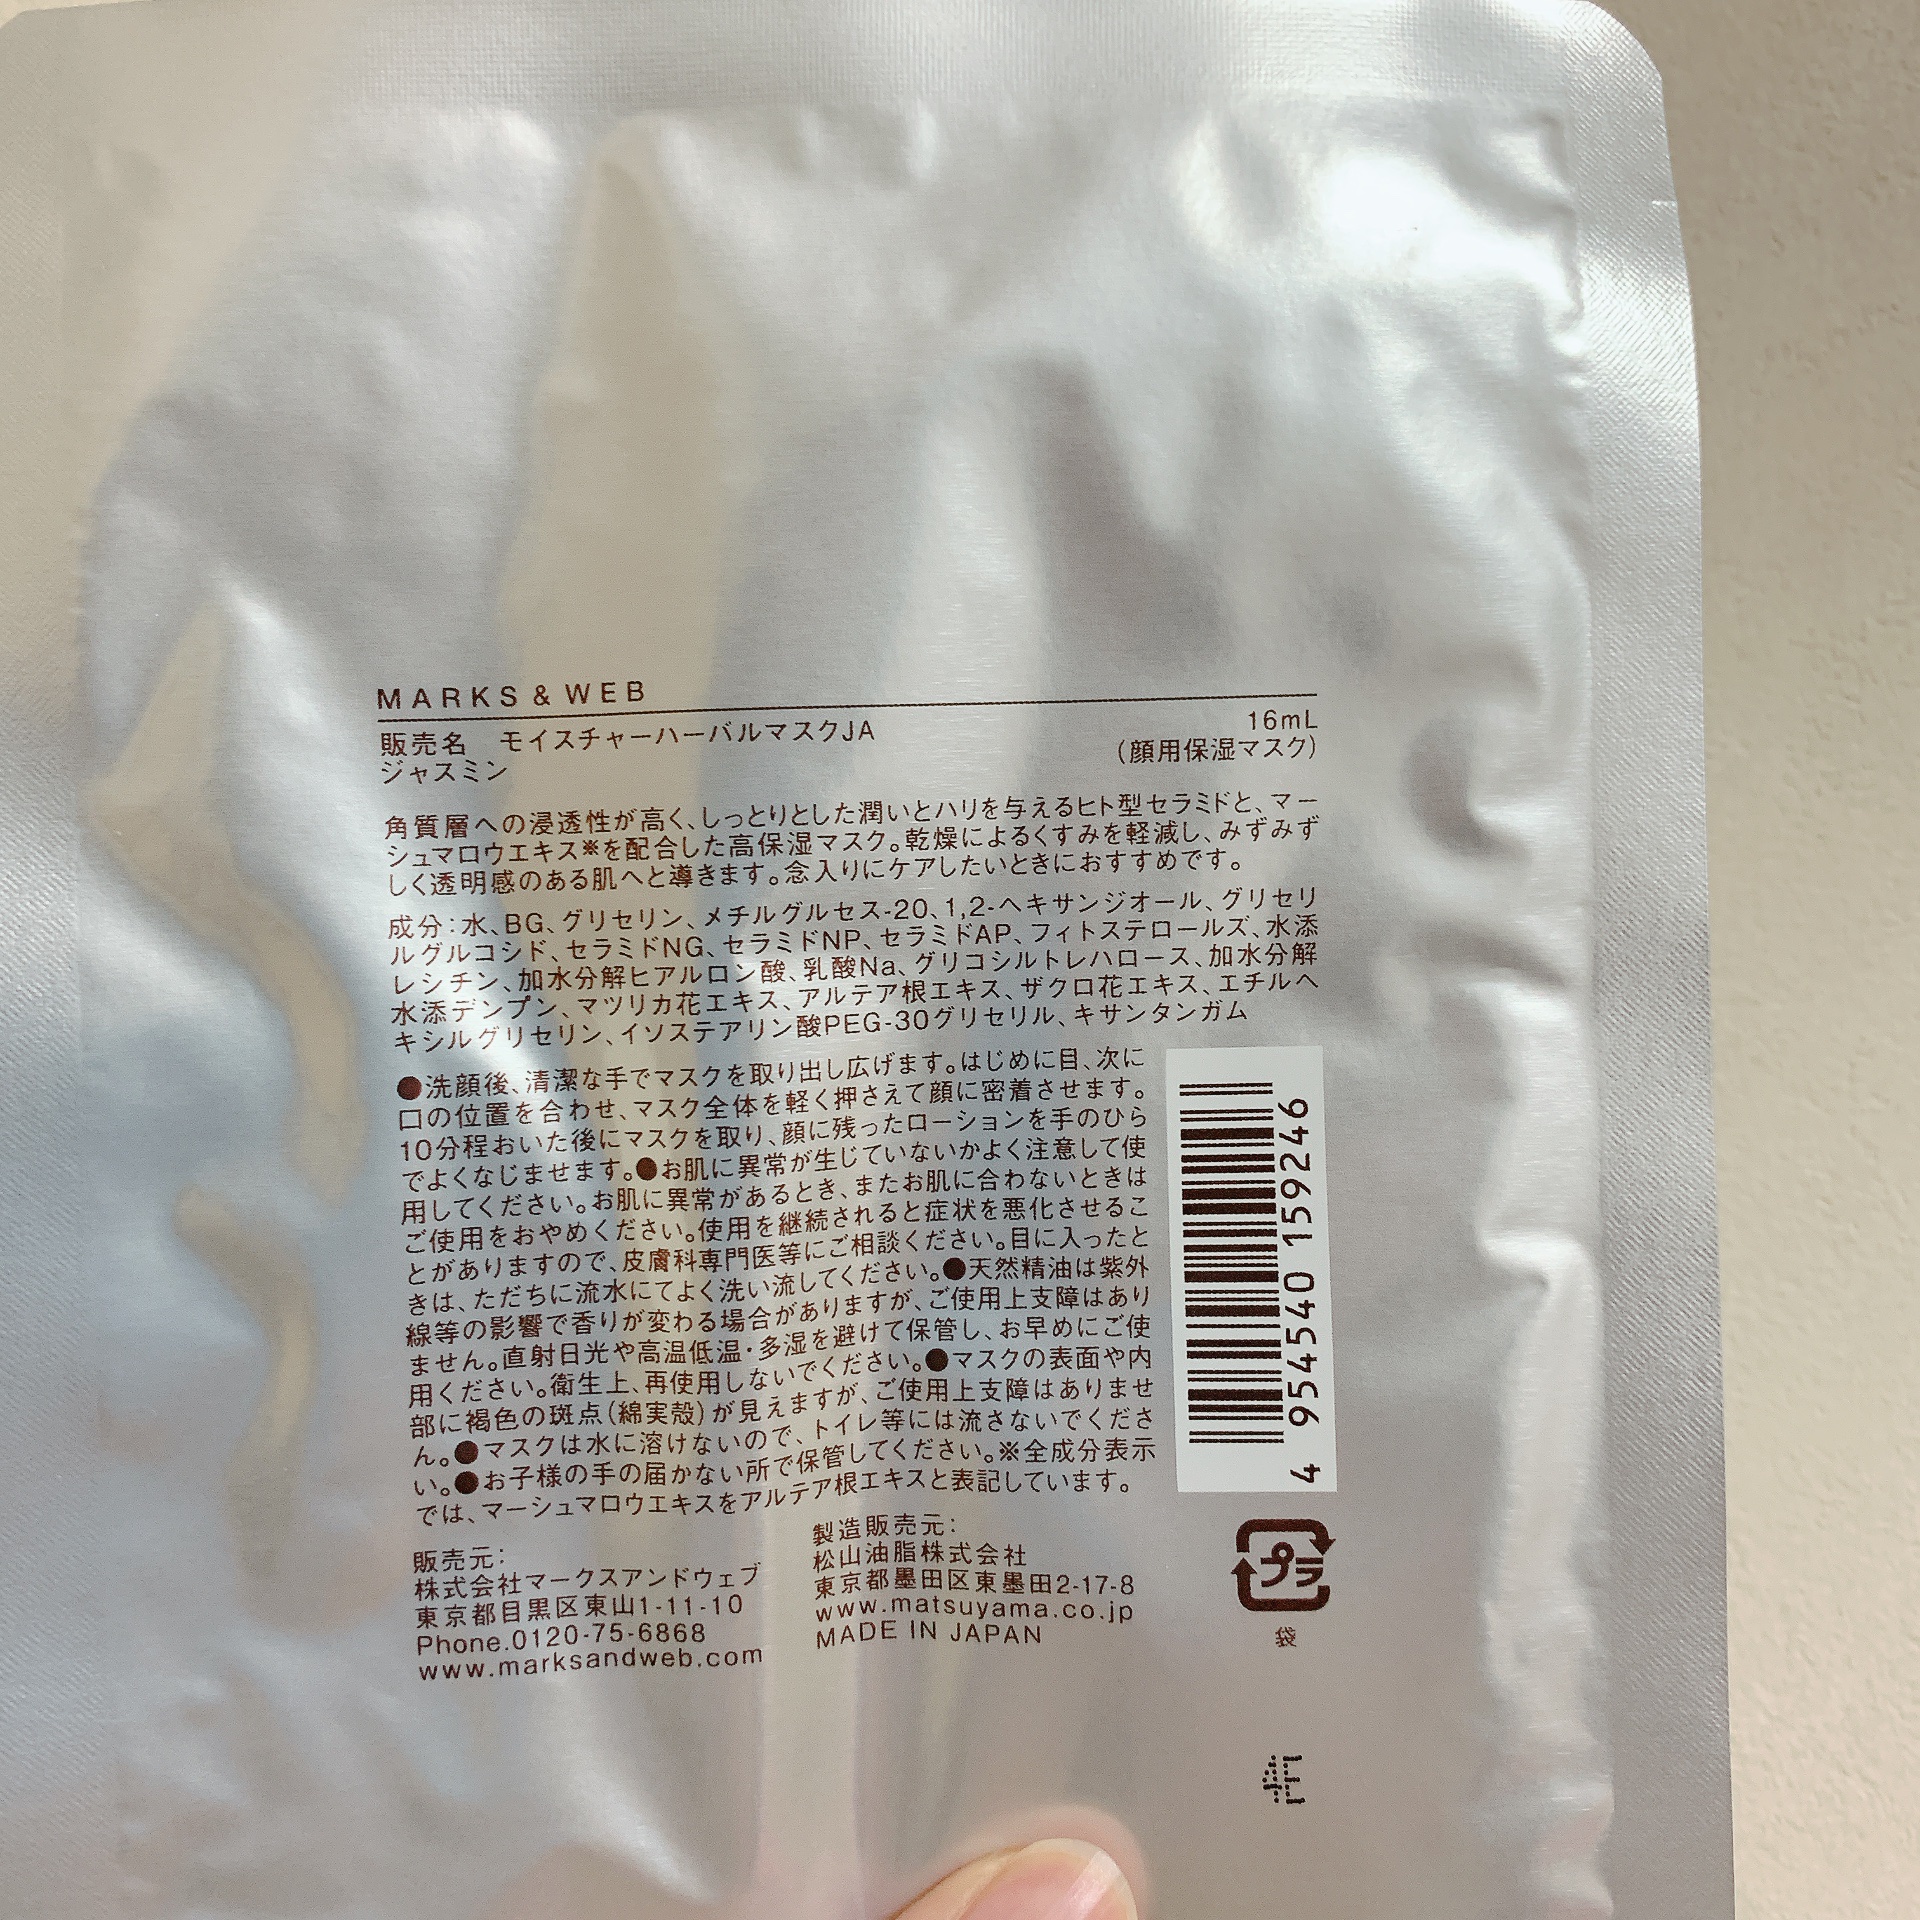 MARKS & WEB
販売名　モイスチャーハーバルマスクJA
ジャスミン
16mL
(顔用保湿マスク)
角質層への浸透性が高く、しっとりとした潤いとハリを与えるヒト型セラミドと、マー
シュマロウエキス※を配合した高保湿マスク。乾燥によるくすみを軽減し、みずみず
しく透明感のある肌へと導きます。念入りにケアしたいときにおすすめです。
成分：水、BG、グリセリン、メチルグルセス-20、1,2-ヘキサンジオール、グリセリ
ルグルコシド、セラミドNG、セラミドNP、セラミドAP、フィトステロールズ、水添
レシチン、加水分解ヒアルロン酸、乳酸Na、グリコシルトレハロース、加水分解
水添デンプン、マツリカ花エキス、アルテア根エキス、ザクロ花エキス、エチルヘ
キシルグリセリン、イソステアリン酸PEG-30グリセリル、キサンタンガム
●洗顔後、清潔な手でマスクを取り出し広げます。はじめに目、次に
口の位置を合わせ、マスク全体を軽く押さえて顔に密着させます。
10分程おいた後にマスクを取り、顔に残ったローションを手のひら
でよくなじませます。●お肌に異常が生じていないかよく注意して使
用してください。お肌に異常があるとき、またお肌に合わないときは
ご使用をおやめください。使用を継続されると症状を悪化させるこ
とがありますので、皮膚科専門医等にご相談ください。目に入ったと
きは、ただちに流水にてよく洗い流してください。●天然精油は紫外
線等の影響で香りが変わる場合がありますが、ご使用上支障はあり
ません。直射日光や高温低温・多湿を避けて保管し、お早めにご使
用ください。衛生上、再使用しないでください。●マスクの表面や内
部に褐色の斑点(綿実殻)が見えますが、ご使用上支障はありませ
ん。●マスクは水に溶けないので、トイレ等には流さないでくださ
い。●お子様の手の届かない所で保管してください。※全成分表示
では、マーシュマロウエキスをアルテア根エキスと表記しています。
4 954540 159246
販売元：
株式会社マークスアンドウェブ
東京都目黒区東山1-11-10
Phone.0120-75-6868
www.marksandweb.com
製造販売元：
松山油脂株式会社
東京都墨田区東墨田2-17-8
www.matsuyama.co.jp
MADE IN JAPAN
プラ
袋